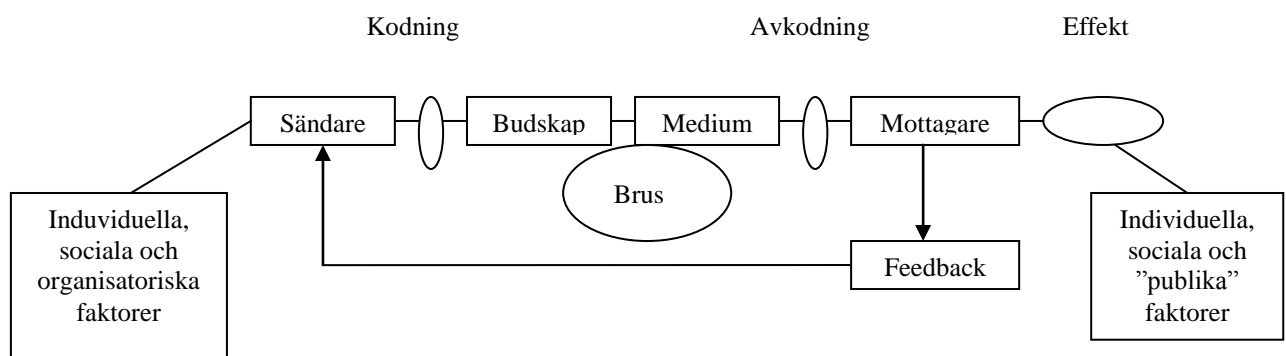 Kodning
Avkodning
Effekt
Sändare
Budskap
Medium
Mottagare
Brus
Induviduella,
sociala och
organisatoriska
faktorer
Feedback
Individuella,
sociala och
”publika”
faktorer